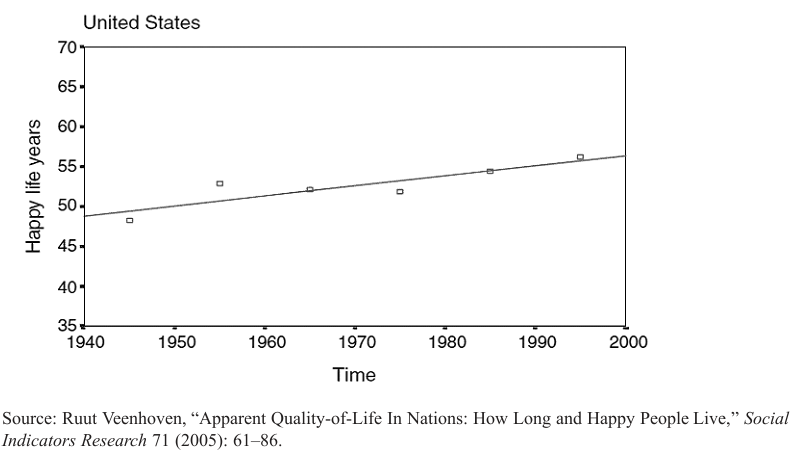 United States
70
65
60
55
50
45
40
35
Happy life years
1940 1950 1960 1970 1980 1990 2000
Time
Source: Ruut Veenhoven, “Apparent Quality-of-Life In Nations: How Long and Happy People Live,” Social
Indicators Research 71 (2005): 61–86.